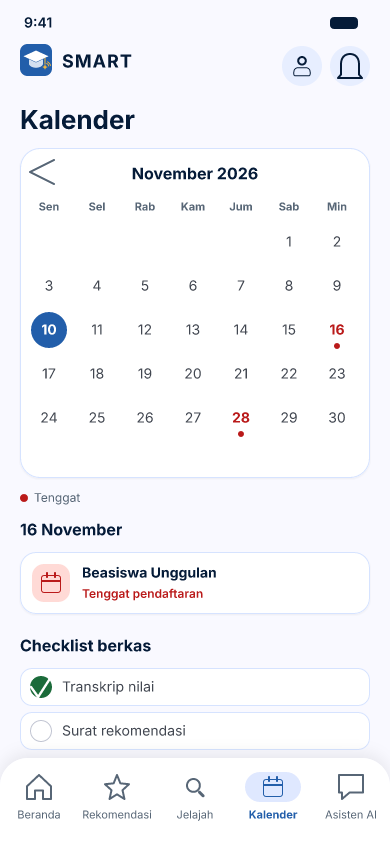 9:41
SMART
Kalender
November 2026
Sen Sel Rab Kam Jum Sab Min
1 2
3 4 5 6 7 8 9
10 11 12 13 14 15 16
17 18 19 20 21 22 23
24 25 26 27 28 29 30
Tenggat
16 November
Beasiswa Unggulan
Tenggat pendaftaran
Checklist berkas
Transkrip nilai
Surat rekomendasi
Beranda Rekomendasi Jelajah Kalender Asisten AI